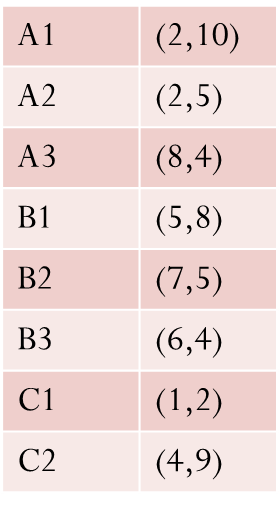 A1 (2,10)
A2 (2,5)
A3 (8,4)
B1 (5,8)
B2 (7,5)
B3 (6,4)
C1 (1,2)
C2 (4,9)